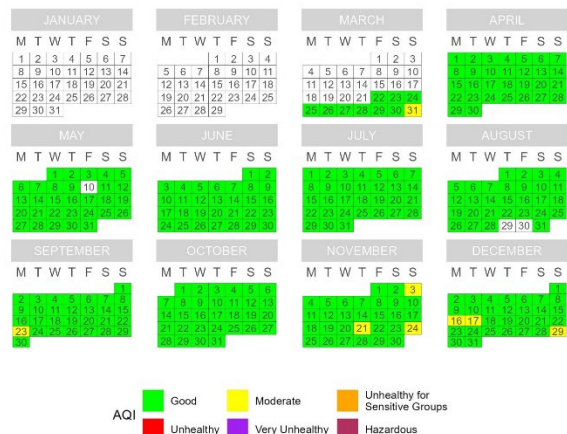 JANUARY FEBRUARY MARCH APRIL
M T W T F S S M T W T F S S M T W T F S S M T W T F S S
1 2 3 4 5 6 7 1 2 3 4 1 2 3 1 2 3 4 5 6 7
8 9 10 11 12 13 14 5 6 7 8 9 10 11 4 5 6 7 8 9 10 8 9 10 11 12 13 14
15 16 17 18 19 20 21 12 13 14 15 16 17 18 11 12 13 14 15 16 17 15 16 17 18 19 20 21
22 23 24 25 26 27 28 19 20 21 22 23 24 25 18 19 20 21 22 23 24 22 23 24 25 26 27 28
29 30 31 26 27 28 29 25 26 27 28 29 30 31 29 30
MAY JUNE JULY AUGUST
M T W T F S S M T W T F S S M T W T F S S M T W T F S S
1 2 3 4 5 1 2 1 2 3 4 5 6 7 1 2 3 4
6 7 8 9 10 11 12 3 4 5 6 7 8 9 8 9 10 11 12 13 14 5 6 7 8 9 10 11
13 14 15 16 17 18 19 10 11 12 13 14 15 16 15 16 17 18 19 20 21 12 13 14 15 16 17 18
20 21 22 23 24 25 26 17 18 19 20 21 22 23 22 23 24 25 26 27 28 19 20 21 22 23 24 25
27 28 29 30 31 24 25 26 27 28 29 30 29 30 31 26 27 28 29 30 31
SEPTEMBER OCTOBER NOVEMBER DECEMBER
M T W T F S S M T W T F S S M T W T F S S M T W T F S S
1 1 2 3 4 5 6 1 2 3 1
2 3 4 5 6 7 8 7 8 9 10 11 12 13 4 5 6 7 8 9 10 2 3 4 5 6 7 8
9 10 11 12 13 14 15 14 15 16 17 18 19 20 11 12 13 14 15 16 17 9 10 11 12 13 14 15
16 17 18 19 20 21 22 21 22 23 24 25 26 27 18 19 20 21 22 23 24 16 17 18 19 20 21 22
23 24 25 26 27 28 29 28 29 30 31 25 26 27 28 29 30 23 24 25 26 27 28 29
30 30 31
AQI
Good Moderate Unhealthy for
Sensitive Groups
Unhealthy Very Unhealthy Hazardous